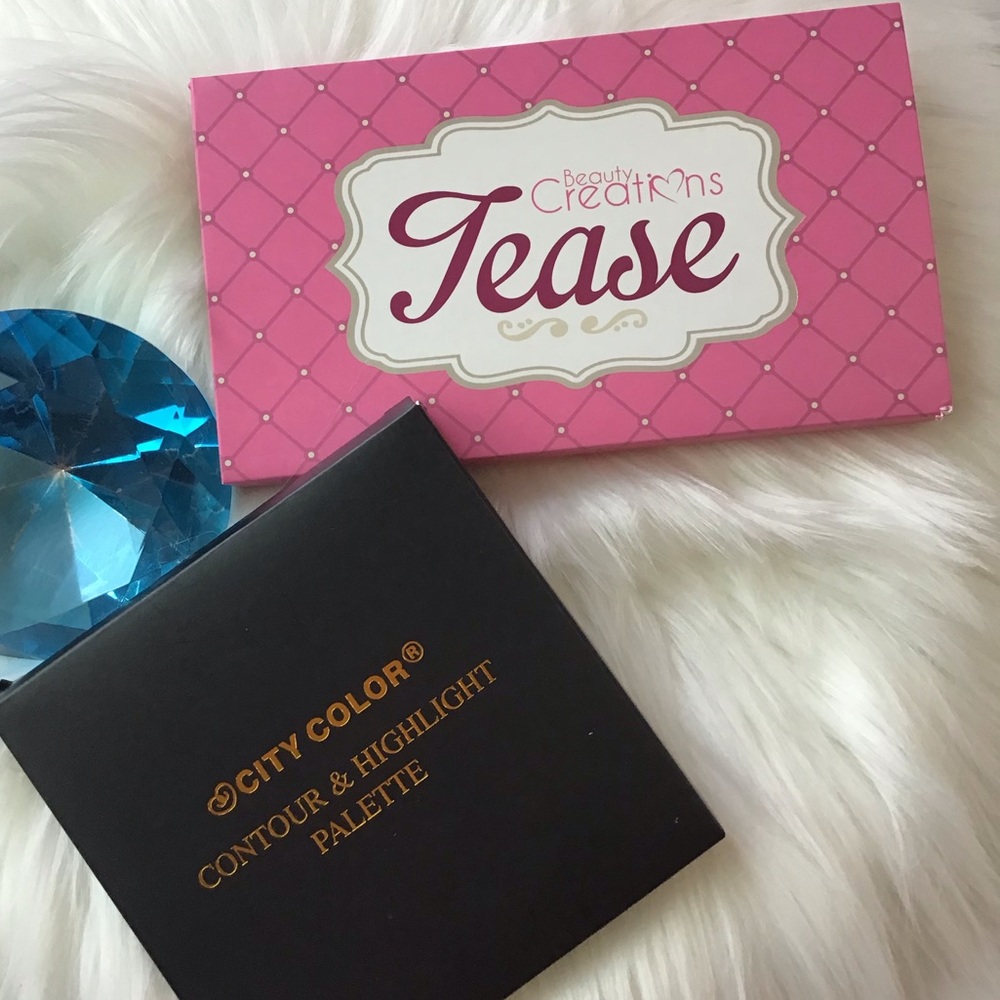 Beauty
Creations
Tease
CITY COLOR®
CONTOUR & HIGHLIGHT
PALETTE